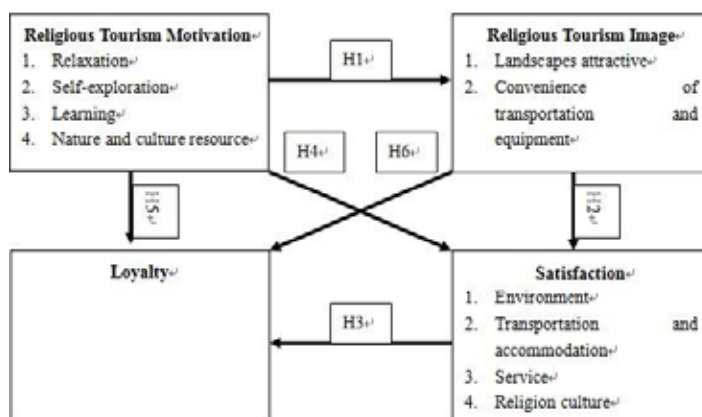 Religious Tourism Motivation
1. Relaxation
2. Self-exploration
3. Learning
4. Nature and culture resource
H1
Religious Tourism Image
1. Landscapes attractive
2. Convenience of
transportation and
equipment
H4
H6
H5
H2
Loyalty
H3
Satisfaction
1. Environment
2. Transportation and
accommodation
3. Service
4. Religion culture